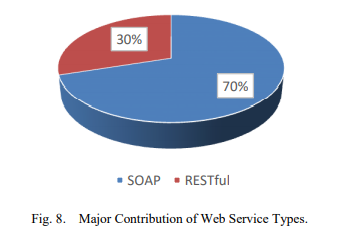 30%
70%
SOAP RESTful
Fig. 8. Major Contribution of Web Service Types.